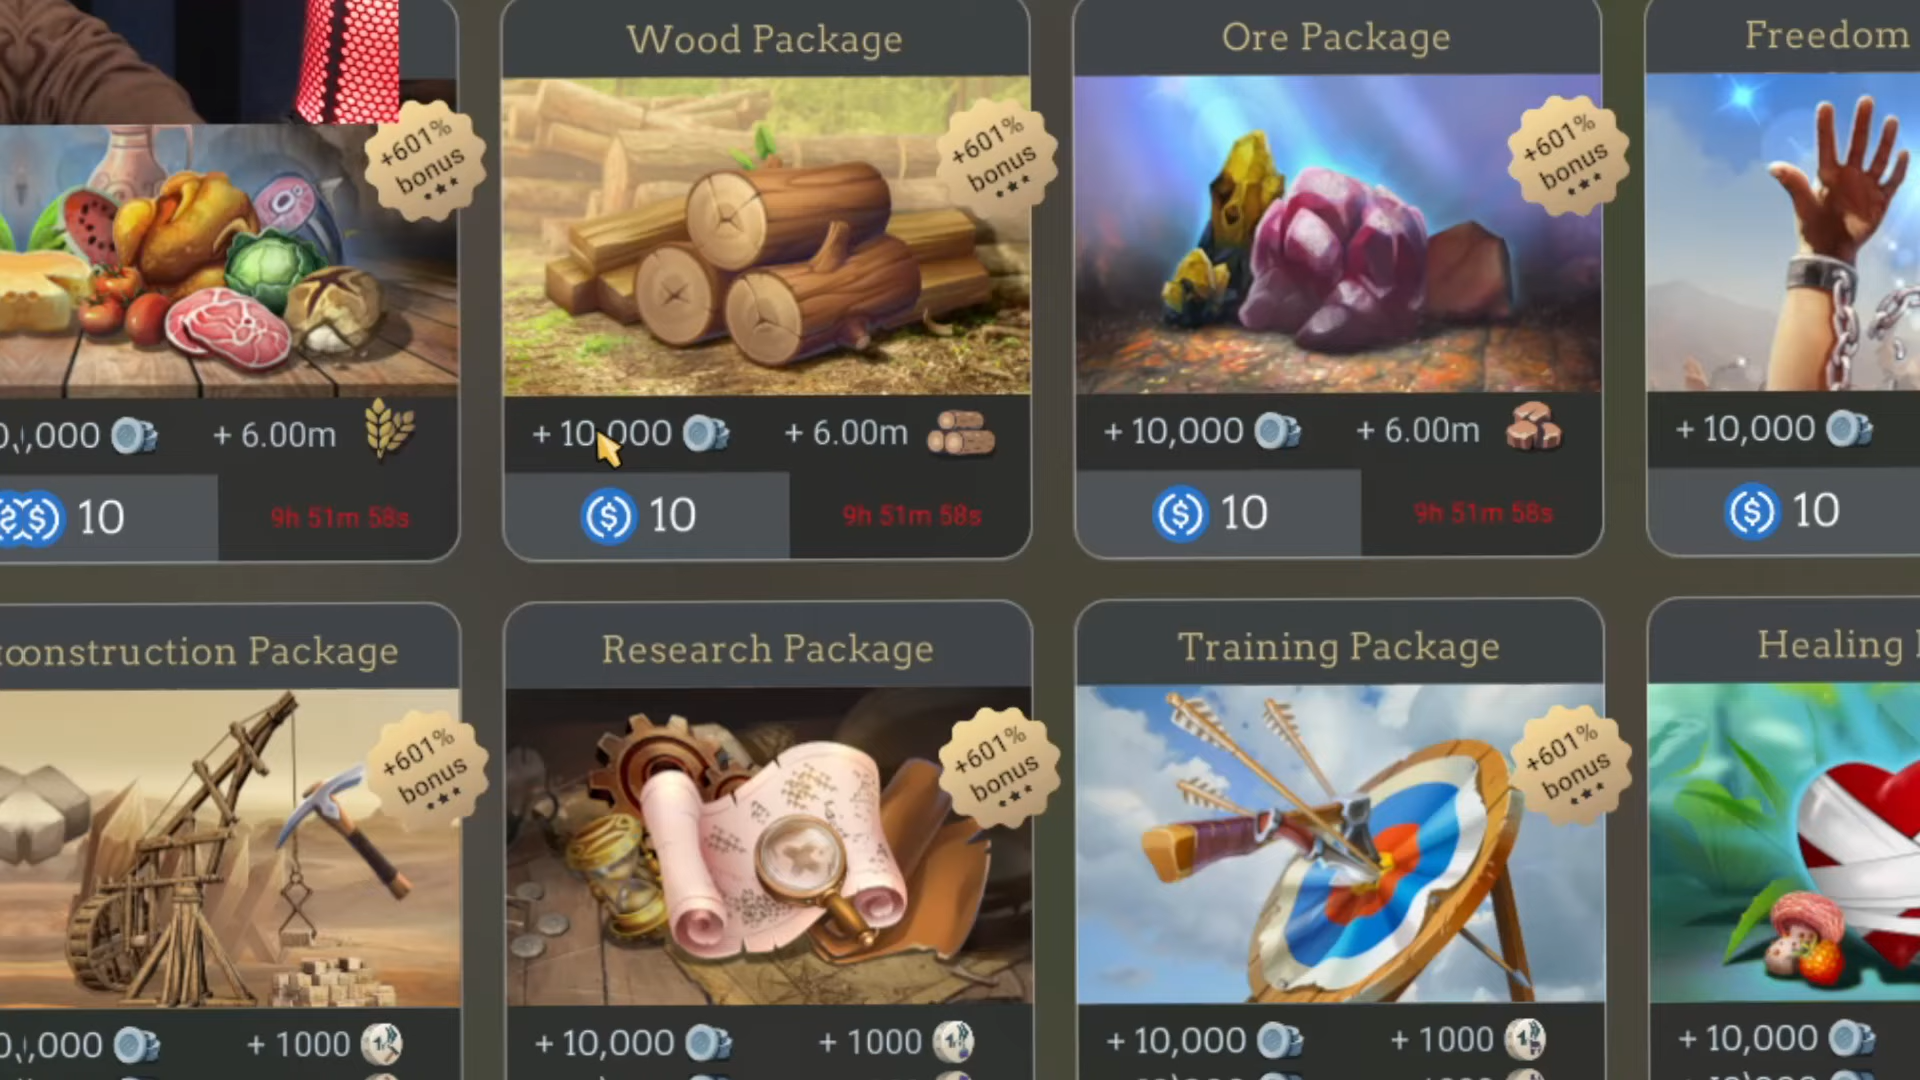 Wood Package
Ore Package
Freedom
+601% bonus
+601% bonus
+601% bonus
,000
+ 6.00m
+ 10,000
+ 6.00m
+ 10,000
+ 6.00m
+ 10,000
10
9h 51m 58s
10
9h 51m 58s
10
9h 51m 58s
10
construction Package
Research Package
Training Package
Healing
+601% bonus
+601% bonus
+601% bonus
,000
+ 1000
+ 10,000
+ 1000
+ 10,000
+ 1000
+ 10,000